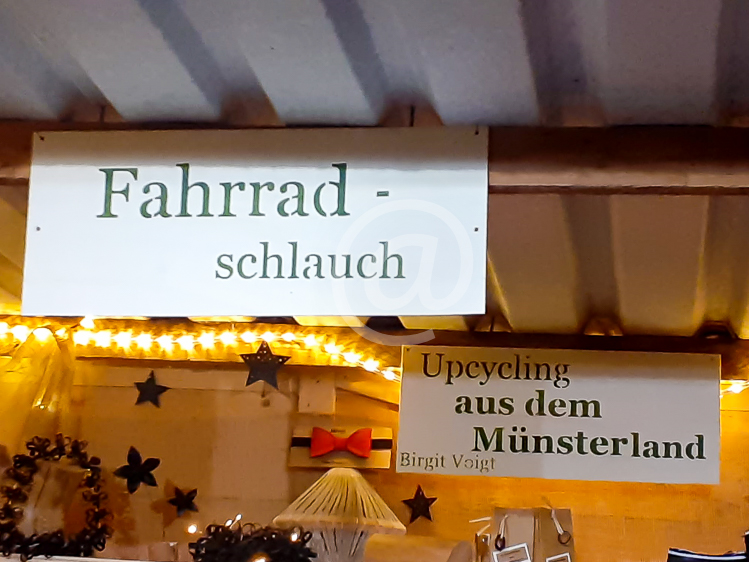 Fahrrad -
schlauch
@
Upcycling
aus dem
Münsterland
Birgit Voigt